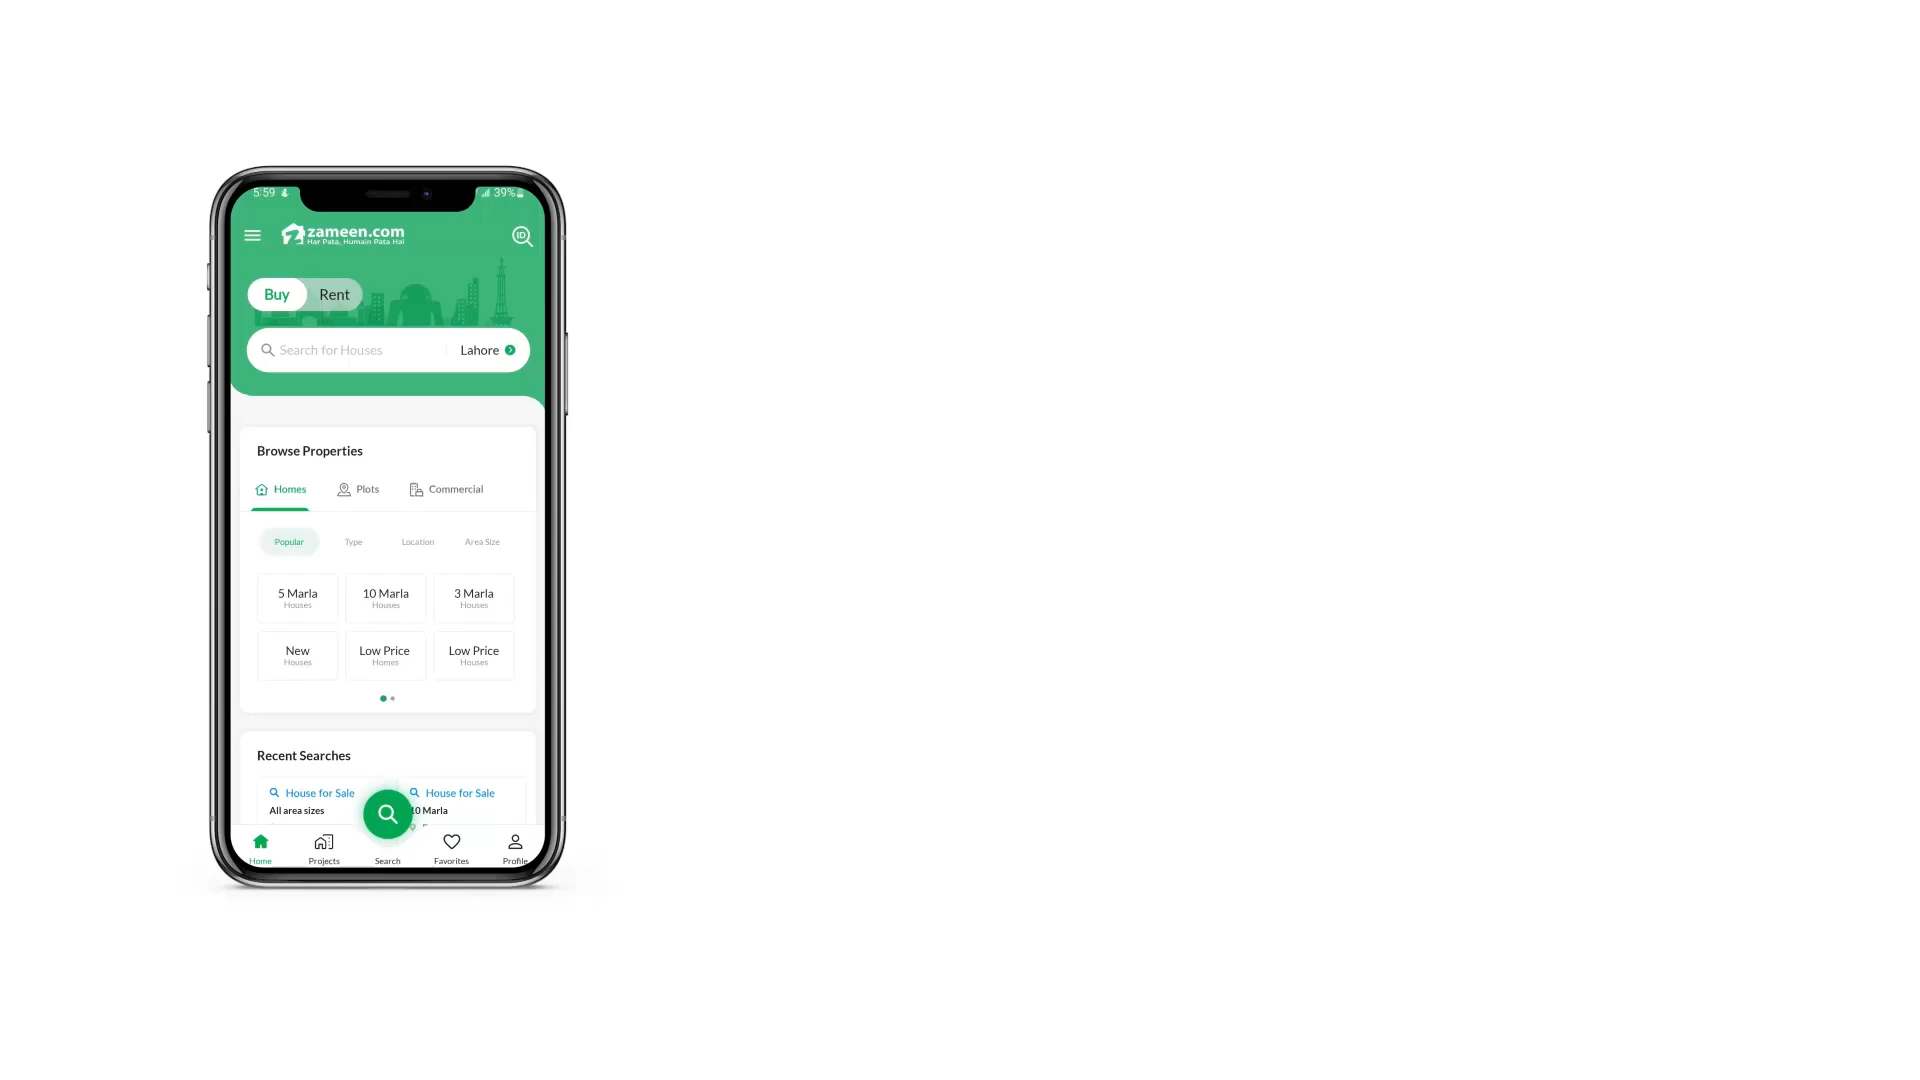 5:59 39%
zameen.com
Har Pata, Humain Pata Hai
ID
Buy Rent
Search for Houses Lahore
Browse Properties
Homes Plots Commercial
Popular Type Location Area Size
5 Marla 10 Marla 3 Marla
Houses Houses Houses
New Low Price Low Price
Houses Homes Houses
Recent Searches
House for Sale House for Sale
All area sizes 10 Marla
Home Projects Search Favorites Profile